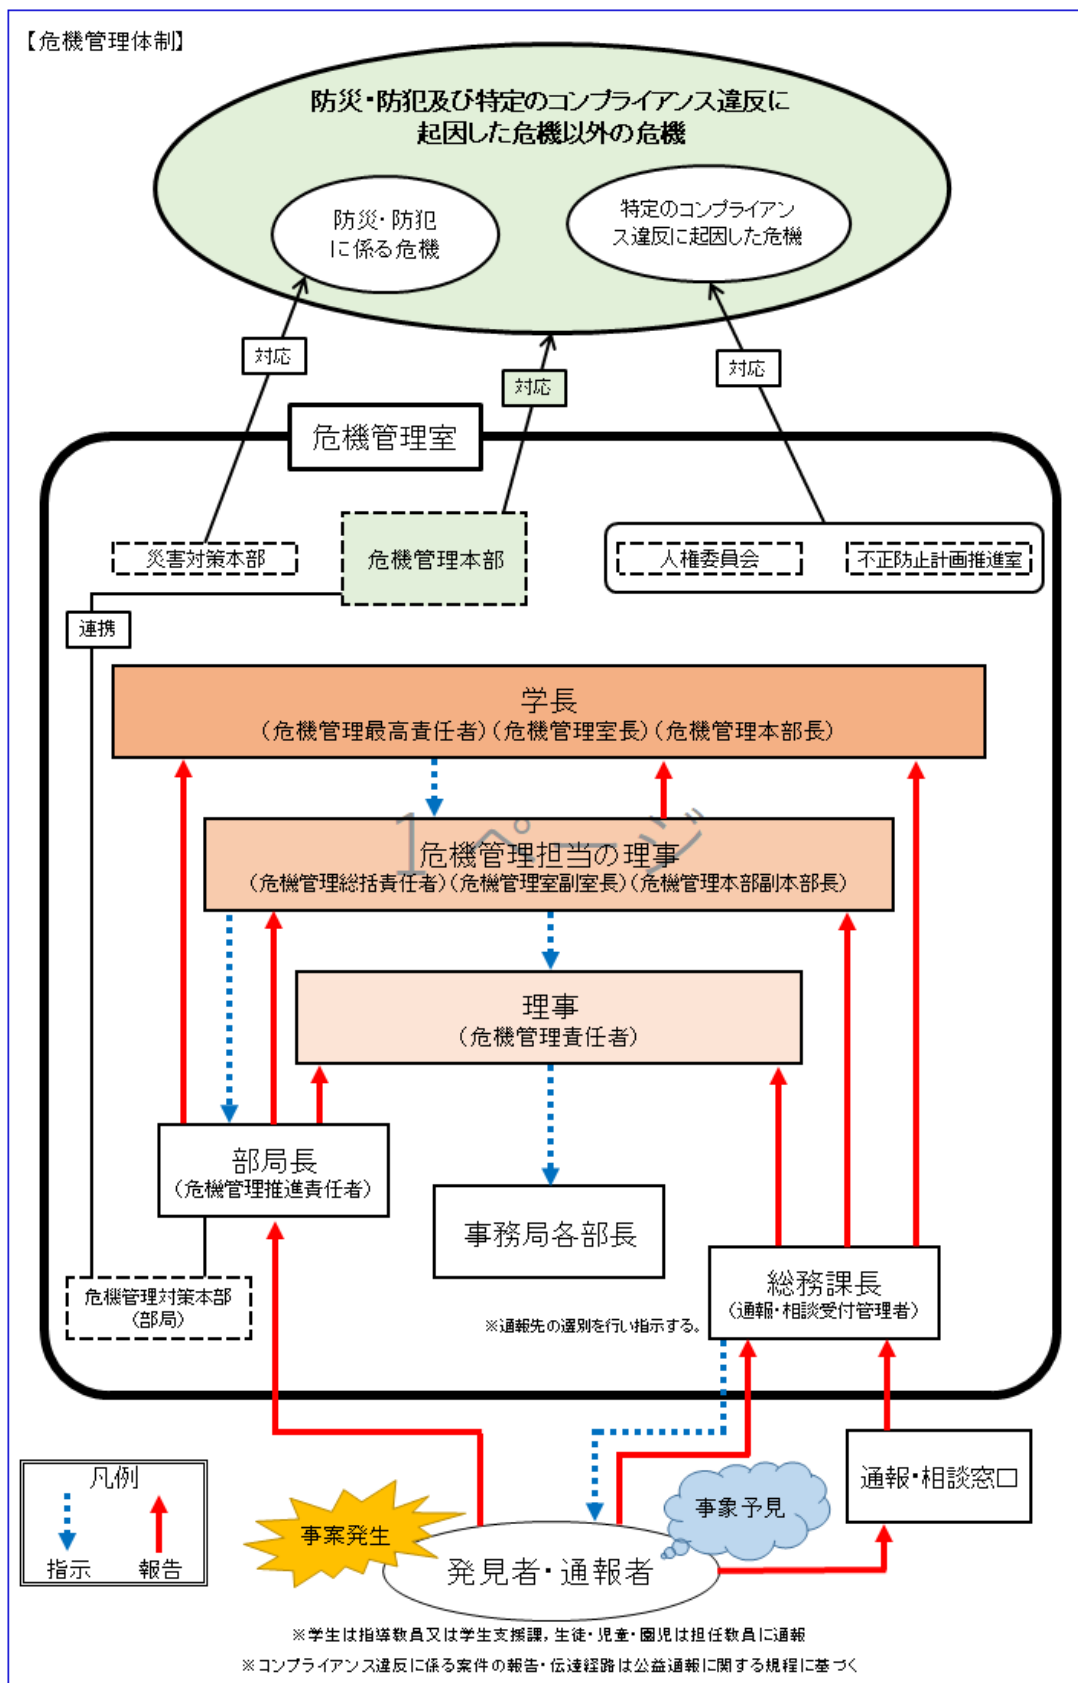 【危機管理体制】
防災・防犯及び特定のコンプライアンス違反に
起因した危機以外の危機
防災・防犯
に係る危機
特定のコンプライアン
ス違反に起因した危機
対応
対応
対応
危機管理室
災害対策本部
危機管理本部
人権委員会
不正防止計画推進室
連携
学長
(危機管理最高責任者)(危機管理室長)(危機管理本部長)
1 ページ
危機管理担当の理事
(危機管理総括責任者)(危機管理室副室長)(危機管理本部副本部長)
理事
(危機管理責任者)
部局長
(危機管理推進責任者)
事務局各部長
総務課長
(通報・相談受付管理者)
危機管理対策本部
(部局)
※通報先の選別を行い指示する。
凡例
指示
報告
事案発生
事象予見
通報・相談窓口
発見者・通報者
※学生は指導教員又は学生支援課,生徒・児童・園児は担任教員に通報
※コンプライアンス違反に係る案件の報告・伝達経路は公益通報に関する規程に基づく